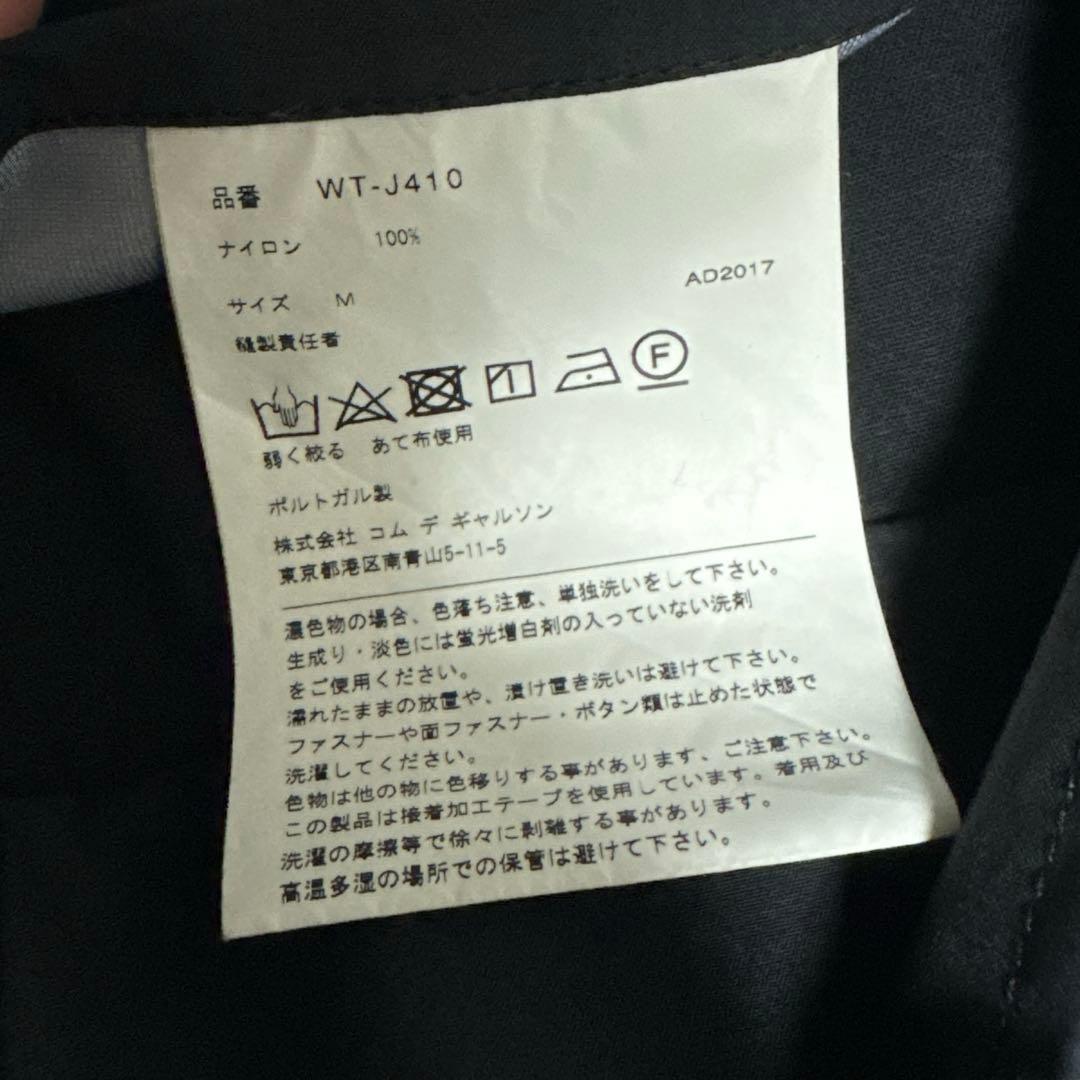 品番 WT-J410
ナイロン 100%
サイズ M AD2017
縫製責任者
F
弱く絞る あて布使用
ポルトガル製
株式会社 コム デ ギャルソン
東京都港区南青山5-11-5
濃色物の場合、色落ち注意、単独洗いをして下さい。
生成り・淡色には蛍光増白剤の入っていない洗剤
をご使用ください。
濡れたままの放置や、漬け置き洗いは避けて下さい。
ファスナーや面ファスナー・ボタン類は止めた状態で
洗濯してください。
色物は他の物に色移りする事があります、ご注意下さい。
この製品は接着加工テープを使用しています。着用及び
洗濯の摩擦等で徐々に剥離する事があります。
高温多湿の場所での保管は避けて下さい。